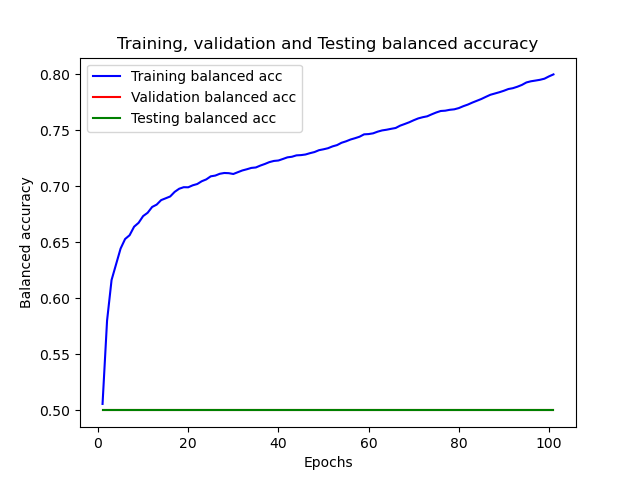 Training, validation and Testing balanced accuracy
Training balanced acc
Validation balanced acc
Testing balanced acc
Balanced accuracy
0.80
0.75
0.70
0.65
0.60
0.55
0.50
0 20 40 60 80 100
Epochs